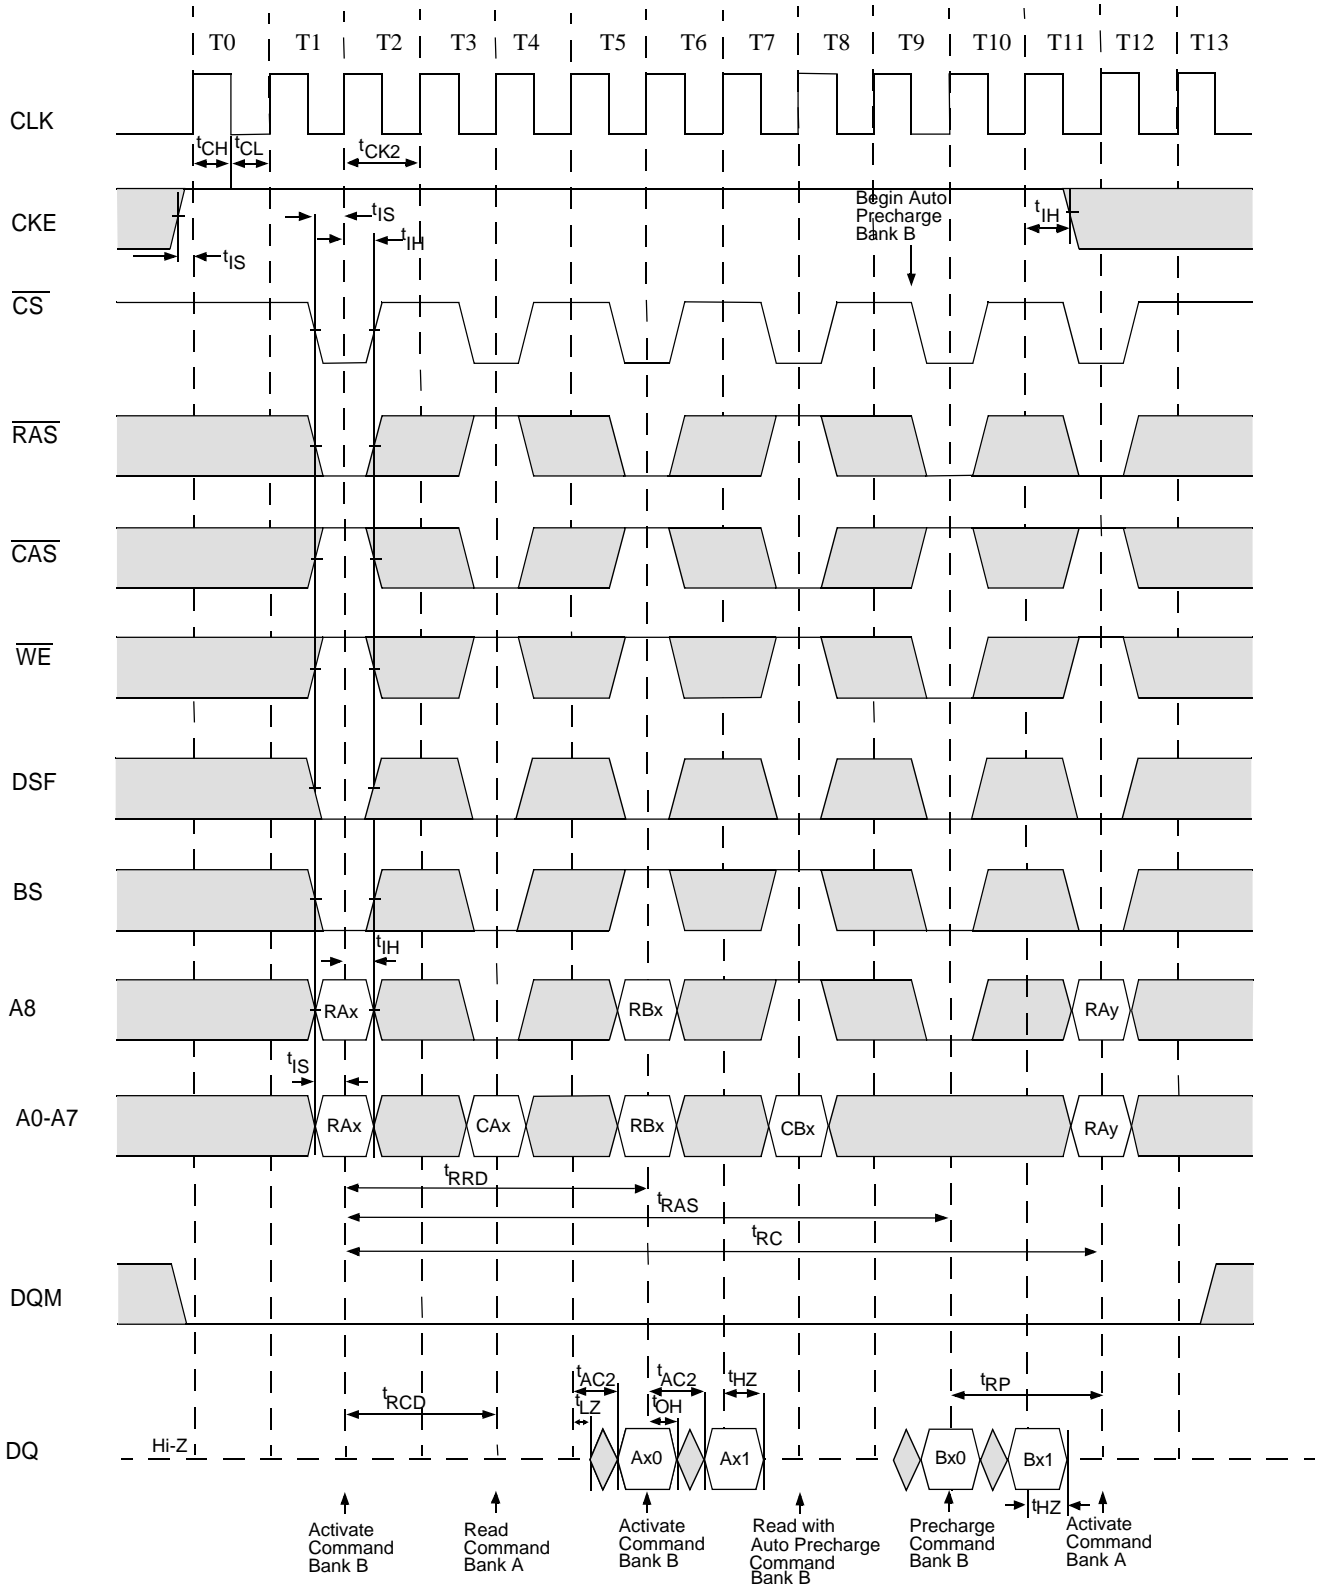 T0 T1 T2 T3 T4 T5 T6 T7 T8 T9 T10 T11 T12 T13
CLK
tCH tCL tCK2
CKE
tIS
tIH
tIS
Begin Auto
Precharge
Bank B
tIH
CS
RAS
CAS
WE
DSF
BS
tIH
A8
RAx RBx RAy
tIS
A0-A7
RAx CAx RBx CBx RAy
tRRD
tRAS
tRC
DQM
tRCD
tAC2 tAC2 tHZ
tLZ tOH
tRP
DQ
Hi-Z
Ax0 Ax1 Bx0 Bx1
tHZ
Activate
Command
Bank B
Read
Command
Bank A
Activate
Command
Bank B
Read with
Auto Precharge
Command
Bank B
Precharge
Command
Bank B
Activate
Command
Bank A